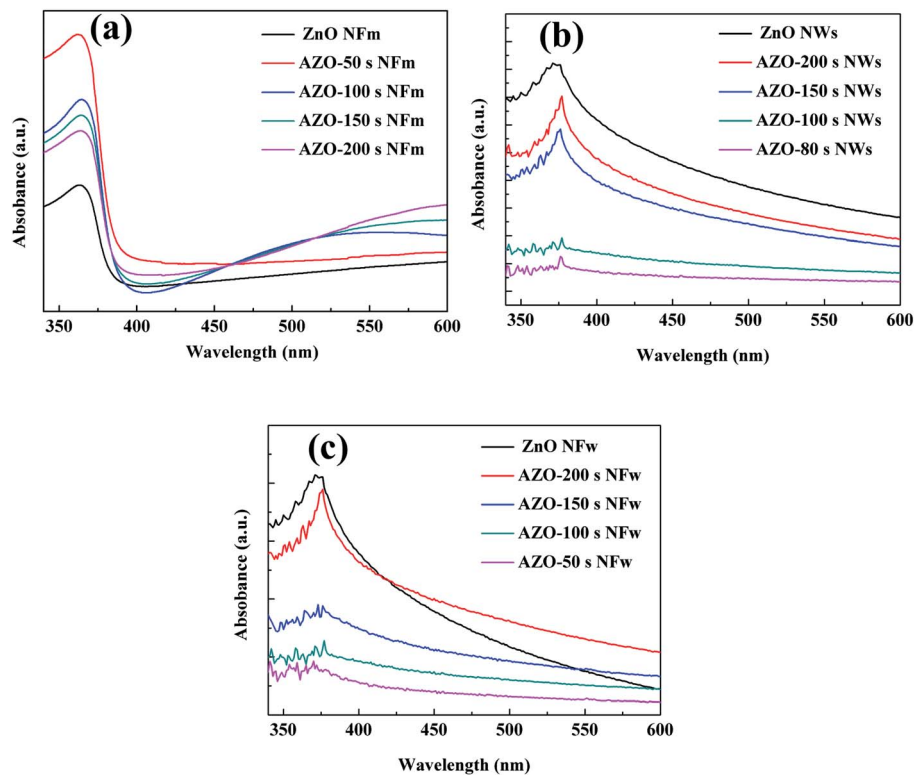 (a)
ZnO NFm
AZO-50 s NFm
AZO-100 s NFm
AZO-150 s NFm
AZO-200 s NFm
Absobance (a.u.)
350 400 450 500 550 600
Wavelength (nm)
(b)
ZnO NWs
AZO-200 s NWs
AZO-150 s NWs
AZO-100 s NWs
AZO-80 s NWs
Absobance (a.u.)
350 400 450 500 550 600
Wavelength (nm)
(c)
ZnO NFw
AZO-200 s NFw
AZO-150 s NFw
AZO-100 s NFw
AZO-50 s NFw
Absobance (a.u.)
350 400 450 500 550 600
Wavelength (nm)